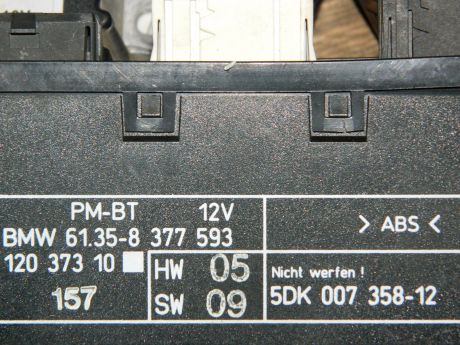 PM-BT 12V
BMW 61.35-8 377 593
120 373 10
157
HW 05
SW 09
> ABS <
Nicht werfen !
5DK 007 358-12